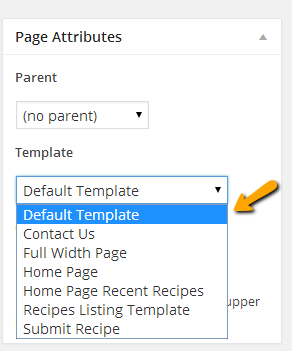 Page Attributes
Parent
(no parent)
Template
Default Template
Default Template
Contact Us
Full Width Page
Home Page
Home Page Recent Recipes
Recipes Listing Template
Submit Recipe